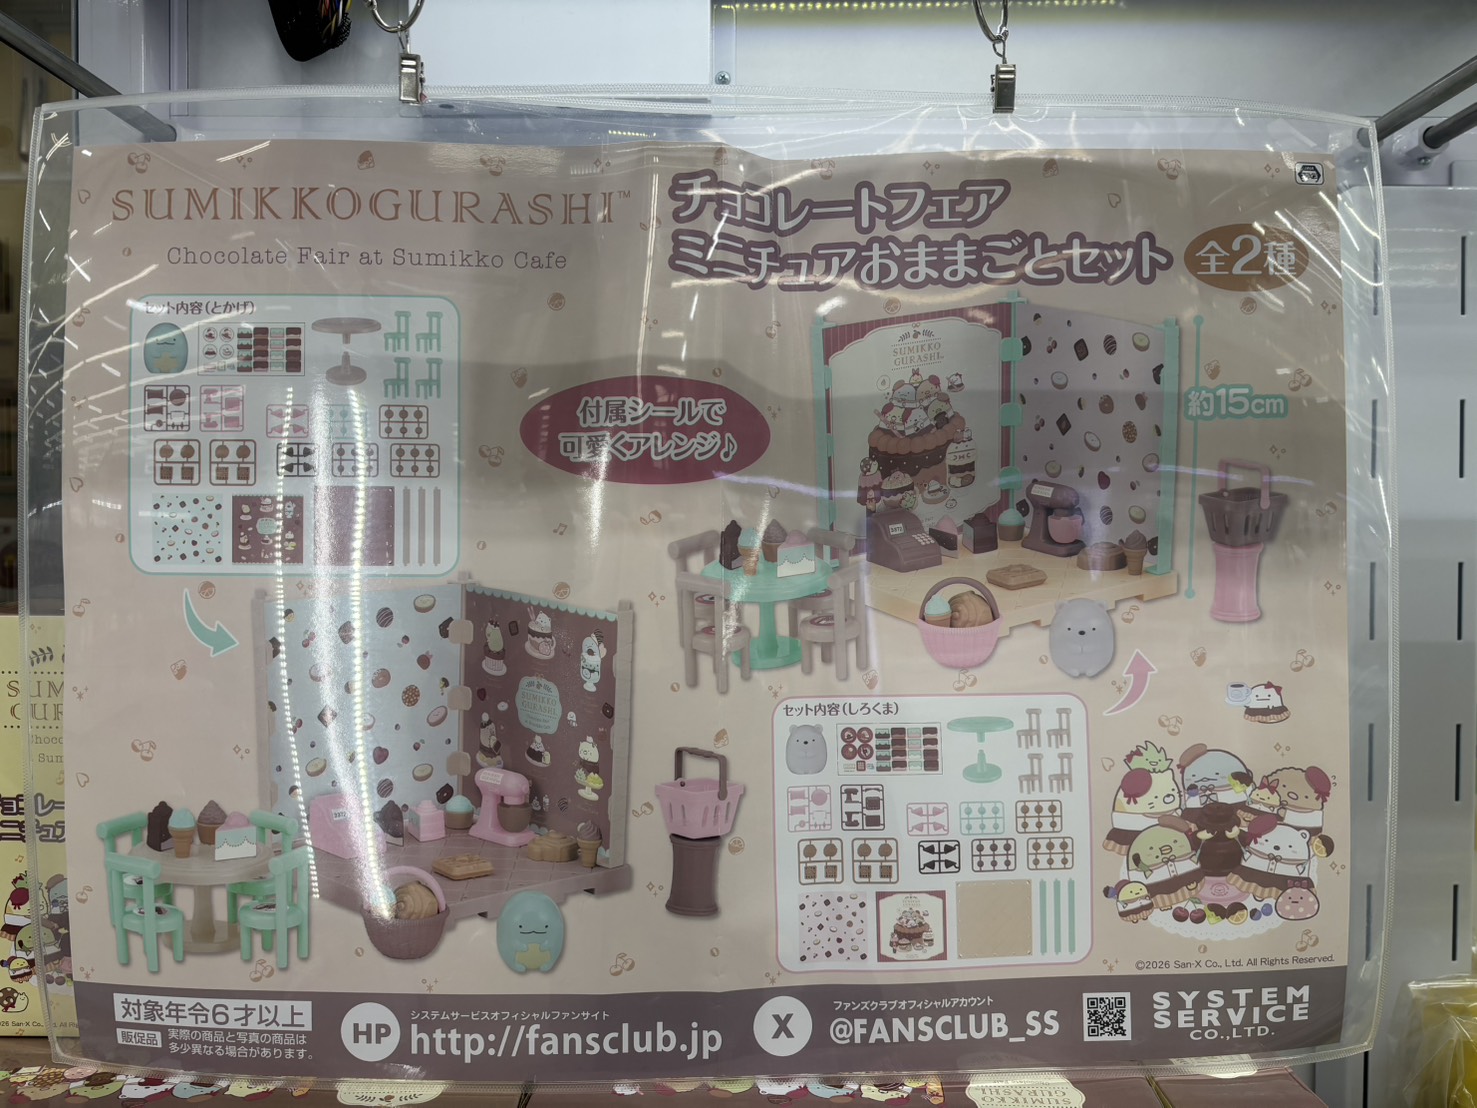 SUMIKKOGURASHI™
Chocolate Fair at Sumikko Cafe
チョコレートフェア
ミニチュアおままごとセット
全2種
セット内容(とかげ)
付属シールで
可愛くアレンジ♪
SUMIKKO
GURASHI
約15cm
SUMIKKO
GURASHI
セット内容(しろくま)
©2026 San-X Co., Ltd. All Rights Reserved.
対象年令6才以上
販促品
実際の商品と写真の商品は
多少異なる場合があります。
HP
システムサービスオフィシャルファンサイト
http://fansclub.jp
X
ファンズクラブオフィシャルアカウント
@FANSCLUB_SS
SYSTEM
SERVICE
CO.,LTD.